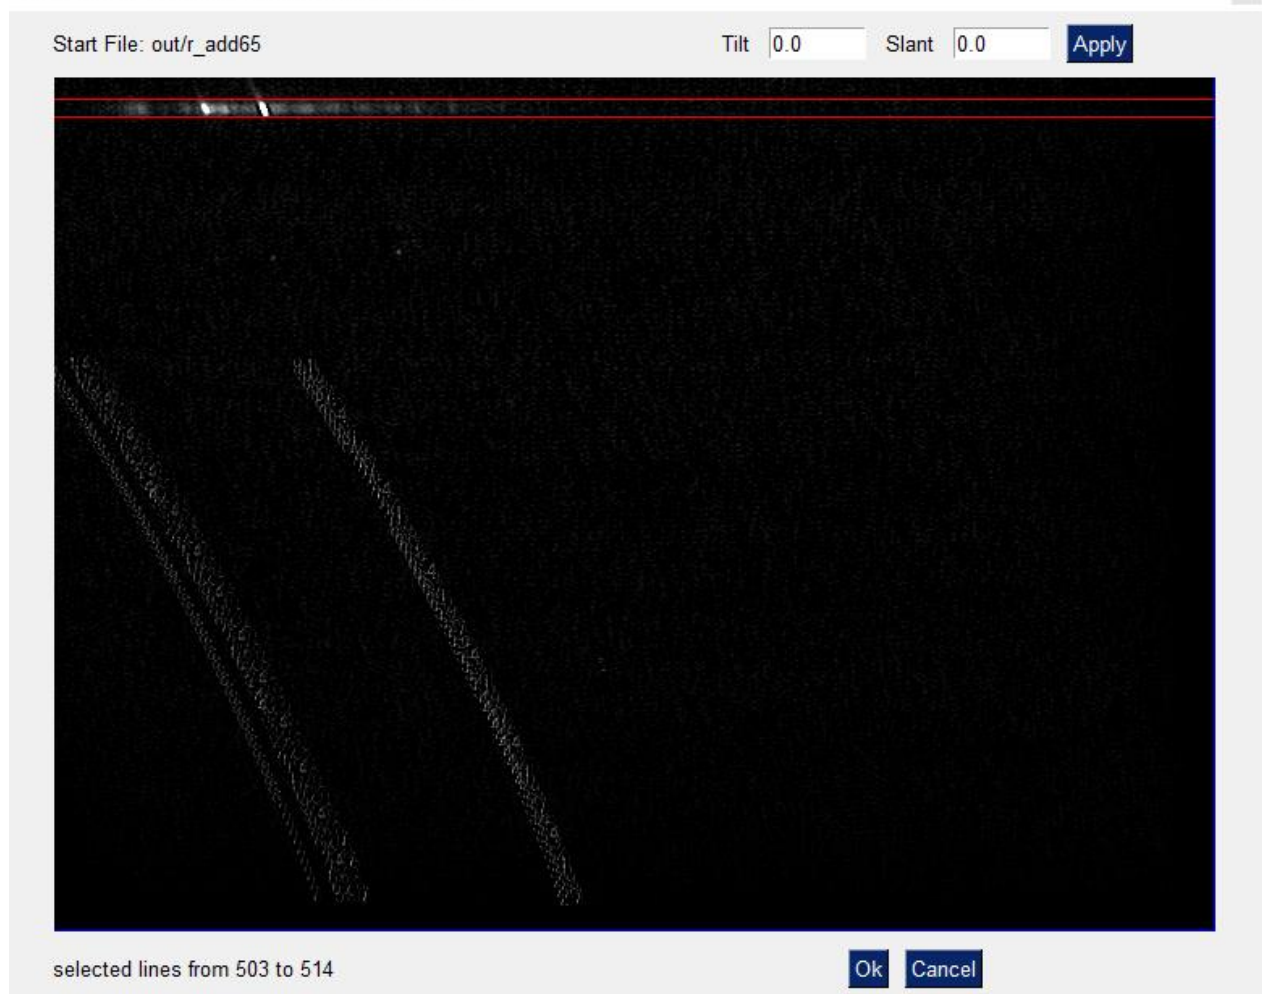 Start File: out/r_add65 Tilt 0.0 Slant 0.0 Apply
selected lines from 503 to 514 Ok Cancel